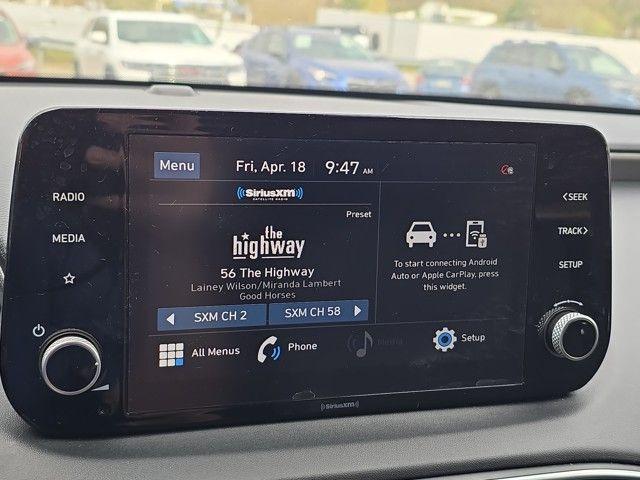 Menu
Fri, Apr. 18
9:47 AM
SiriusXM
SATELLITE RADIO
Preset
the highway
56 The Highway
Lainey Wilson/Miranda Lambert
Good Horses
SXM CH 2
SXM CH 58
To start connecting Android
Auto or Apple CarPlay, press
this widget.
All Menus
Phone
Media
Setup
RADIO
MEDIA
<SEEK
TRACK>
SETUP
SiriusXM